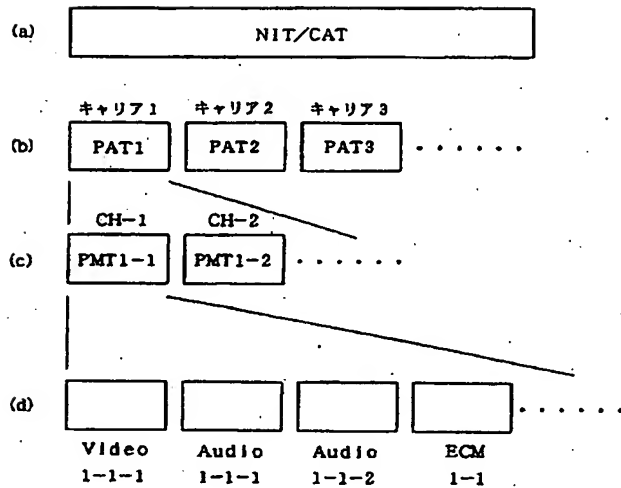 (a) NIT/CAT
キャリア1 キャリア2 キャリア3
(b) PAT1 PAT2 PAT3 ······
CH-1 CH-2
(c) PMT1-1 PMT1-2 ······
(d) ······
Video Audio Audio ECM
1-1-1 1-1-1 1-1-2 1-1